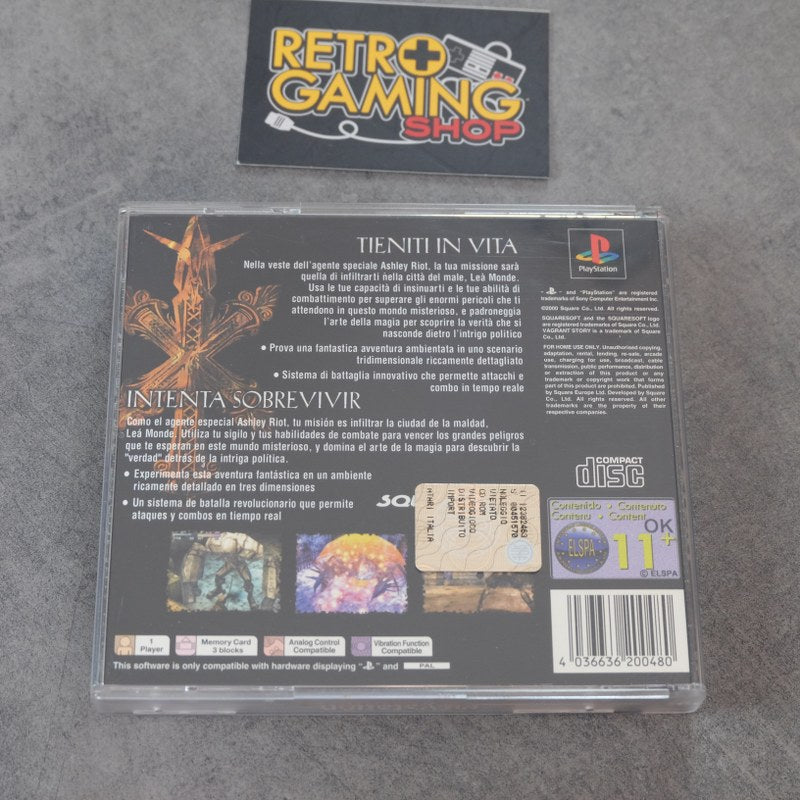 RETRO
GAMING
SHOP
TIENITI IN VITA
Nella veste dell'agente speciale Ashley Riot, la tua missione sarà
quella di infiltrarti nella città del male, Leá Monde.
Usa le tue capacità di insinuarti e le tue abilità di
combattimento per superare gli enormi pericoli che ti
attendono in questo mondo misterioso, e padroneggia
l'arte della magia per scoprire la verità che si
nasconde dietro l'intrigo politico
• Prova una fantastica avventura ambientata in uno scenario
tridimensionale riccamente dettagliato
• Sistema di battaglia innovativo che permette attacchi e
combo in tempo reale
INTENTA SOBREVIVIR
Como el agente especial Ashley Riot, tu misión es infiltrar la ciudad de la maldad,
Leá Monde. Utiliza tu sigilo y tus habilidades de combate para vencer los grandes peligros
que te esperan en este mundo misterioso, y domina el arte de la magia para descubrir la
"verdad" detrás de la intriga política.
• Experimenta esta aventura fantástica en un ambiente
ricamente detallado en tres dimensiones
• Un sistema de batalla revolucionario que permite
ataques y combos en tiempo real
PlayStation
" " and "PlayStation" are registered
trademarks of Sony Computer Entertainment Inc.
©2000 Square Co., Ltd. All rights reserved.
SQUARESOFT and the SQUARESOFT logo
are registered trademarks of Square Co., Ltd.
VAGRANT STORY is a trademark of Square
Co., Ltd.
FOR HOME USE ONLY. Unauthorised copying,
adaptation, rental, lending, re-sale, arcade
use, charging for use, broadcast, cable
transmission, public performance, distribution
or extraction of this product or any
trademark or copyright work that forms
part of this product are prohibited. Published
by Square Europe Ltd. Developed by Square
Co., Ltd. All rights reserved. All other
trademarks are the property of their
respective companies.
COMPACT
disc
SQU
S 00451570
NOLEGGIO
VIETATO
CD ROM
VIDEOGIOCO
DISTRIBUITO
IMPORT
ATARI ITALIA
Contenido • Contenuto
Contenu • Content
OK
ELSPA
11+
© ELSPA
1
Player
Memory Card
3 blocks
Analog Control
Compatible
Vibration Function
Compatible
This software is only compatible with hardware displaying " " and PAL
4 036636 200480